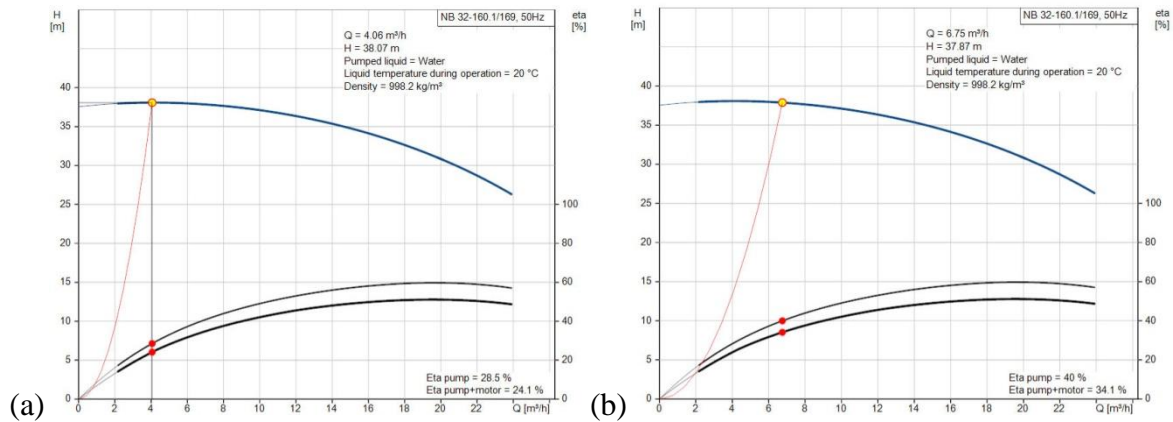 H
[m]
NB 32-160.1/169, 50Hz
eta
[%]
Q = 4.06 m³/h
H = 38.07 m
Pumped liquid = Water
Liquid temperature during operation = 20 °C
Density = 998.2 kg/m³
40
35
30
25
20
15
10
5
0
100
80
60
40
20
0
Eta pump = 28.5 %
Eta pump+motor = 24.1 %
0 2 4 6 8 10 12 14 16 18 20 22 Q [m³/h]
(a)
H
[m]
NB 32-160.1/169, 50Hz
eta
[%]
Q = 6.75 m³/h
H = 37.87 m
Pumped liquid = Water
Liquid temperature during operation = 20 °C
Density = 998.2 kg/m³
40
35
30
25
20
15
10
5
0
100
80
60
40
20
0
Eta pump = 40 %
Eta pump+motor = 34.1 %
0 2 4 6 8 10 12 14 16 18 20 22 Q [m³/h]
(b)